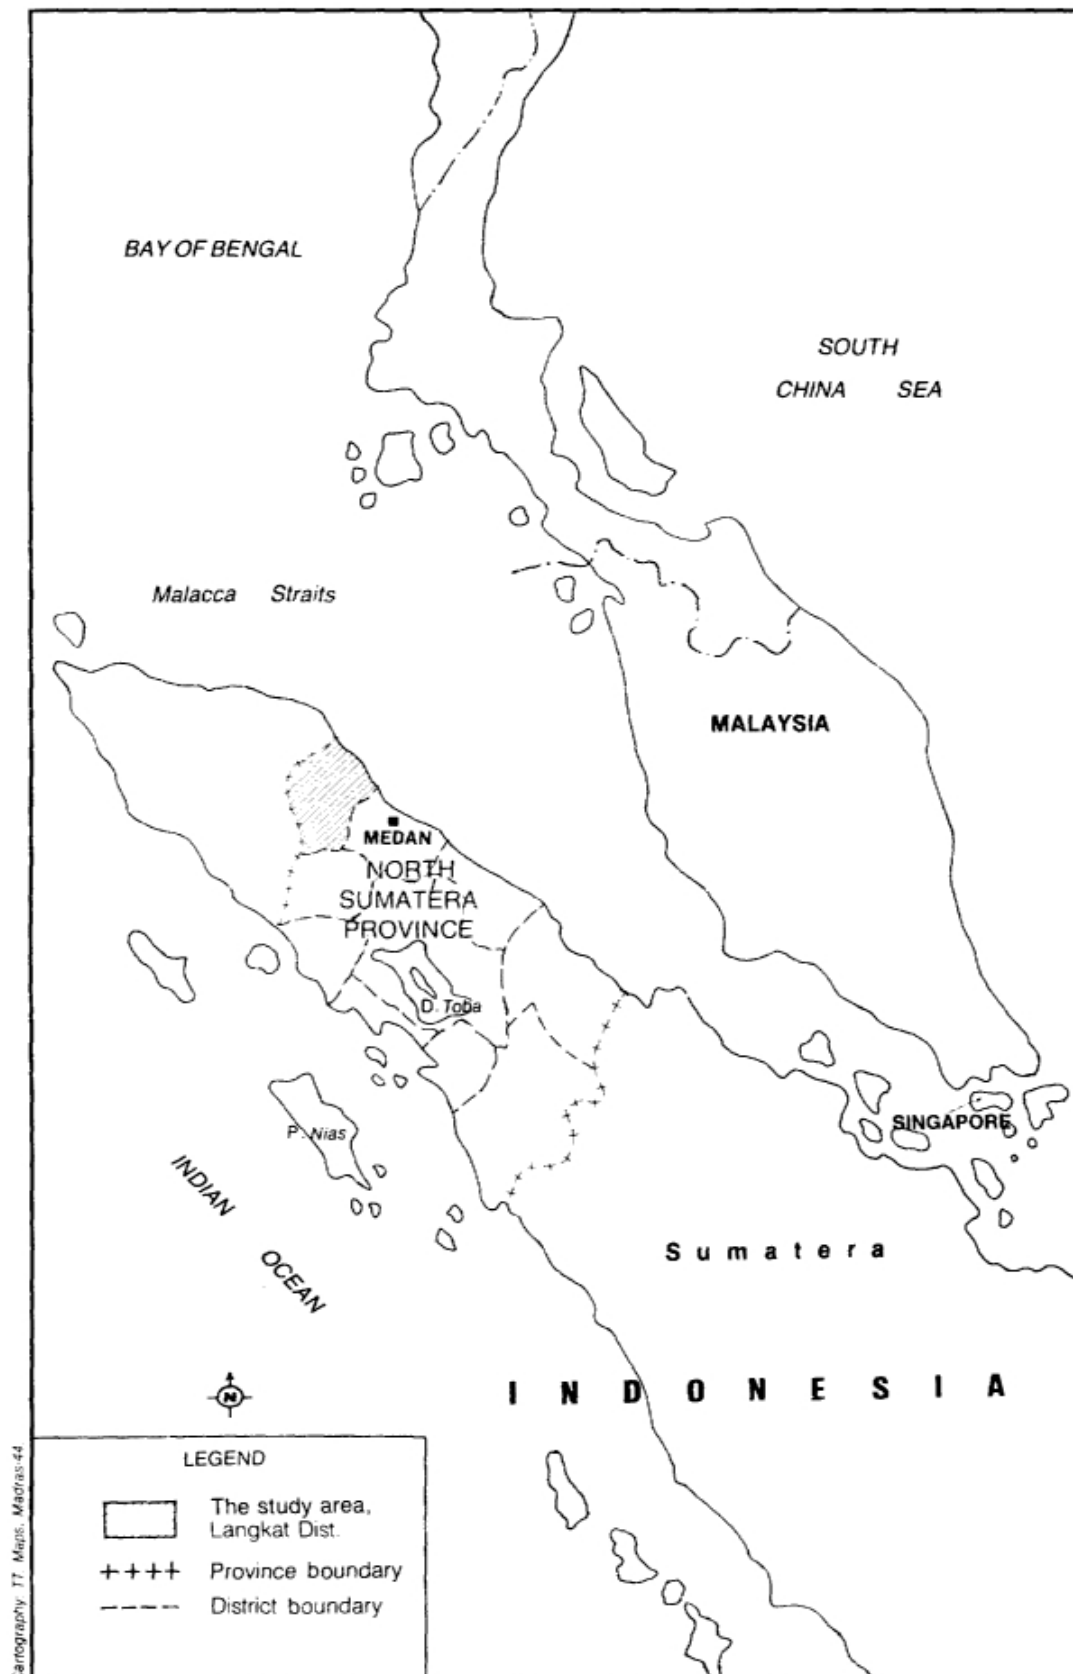 BAY OF BENGAL
SOUTH
CHINA SEA
Malacca Straits
MALAYSIA
MEDAN
NORTH
SUMATERA
PROVINCE
D. Toba
SINGAPORE
P. Nias
INDIAN
OCEAN
Sumatera
INDONESIA
N
LEGEND
The study area,
Langkat Dist.
Province boundary
District boundary
artography: TT. Maps, Madras-44